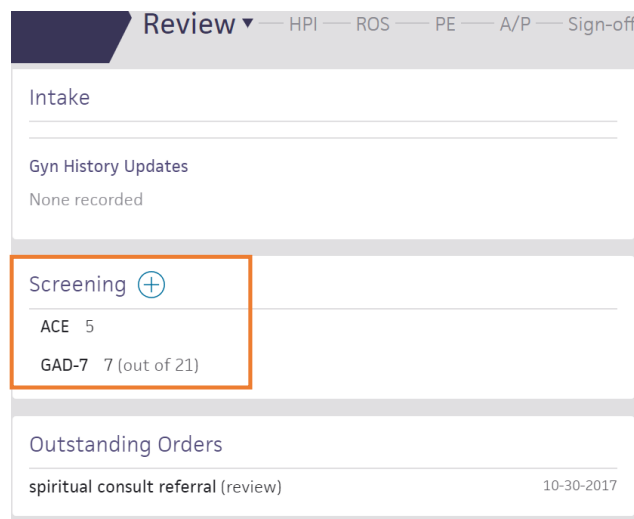 Review ▾ — HPI — ROS — PE — A/P — Sign-off
Intake
Gyn History Updates
None recorded
Screening
ACE 5
GAD-7 7 (out of 21)
Outstanding Orders
spiritual consult referral (review) 10-30-2017